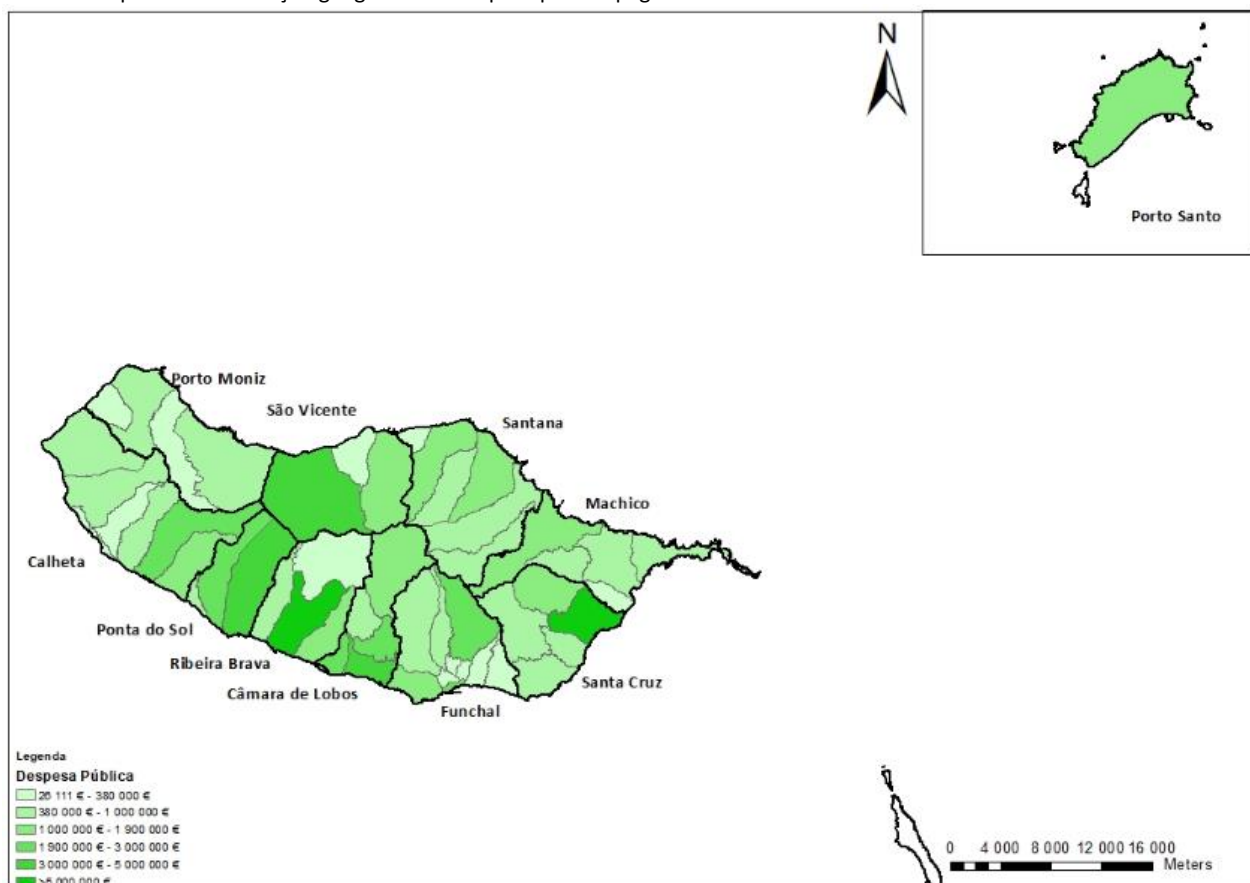 N
Porto Santo
Porto Moniz
São Vicente
Santana
Machico
Calheta
Ponta do Sol
Ribeira Brava
Câmara de Lobos
Funchal
Santa Cruz
Legenda
Despesa Pública
26 111 € - 380 000 €
380 000 € - 1 000 000 €
1 000 000 € - 1 900 000 €
1 900 000 € - 3 000 000 €
3 000 000 € - 5 000 000 €
0 4 000 8 000 12 000 16 000
Meters